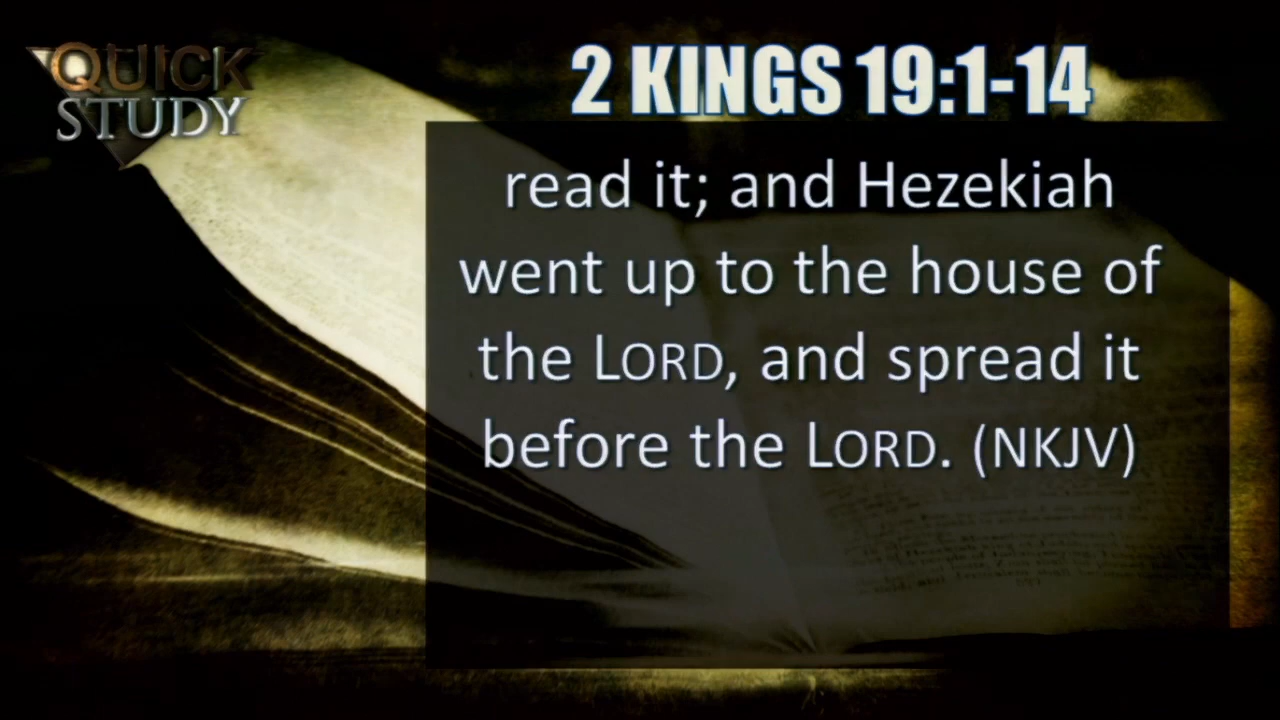 QUICK
STUDY
2 KINGS 19:1-14
read it; and Hezekiah
went up to the house of
the LORD, and spread it
before the LORD. (NKJV)